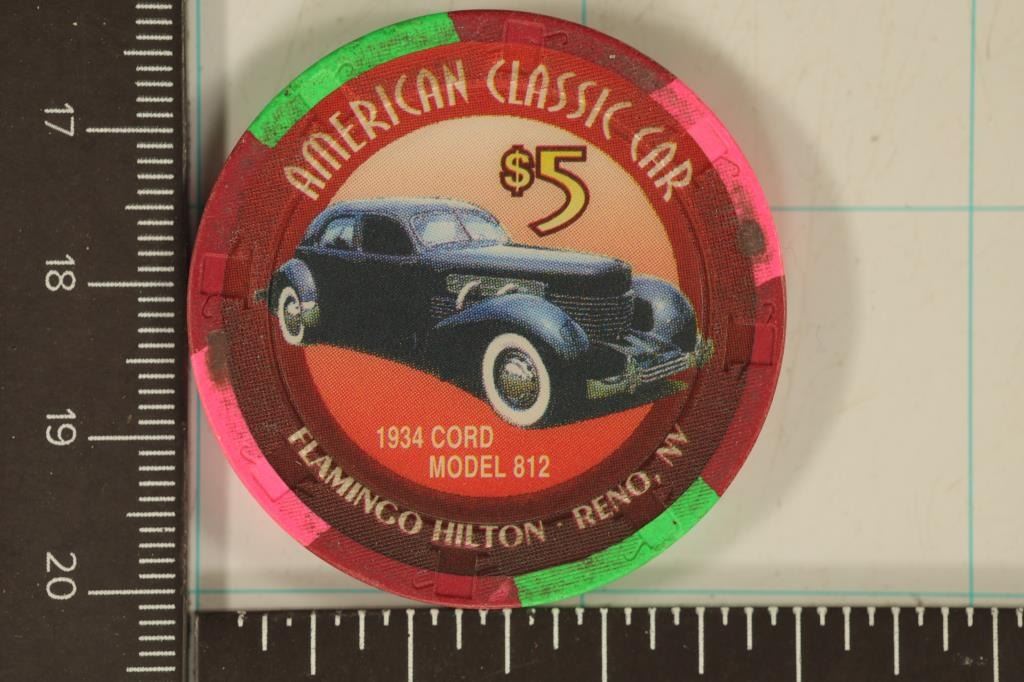 AMERICAN CLASSIC CAR
$5
1934 CORD
MODEL 812
FLAMINGO HILTON · RENO, NV
17
18
19
20